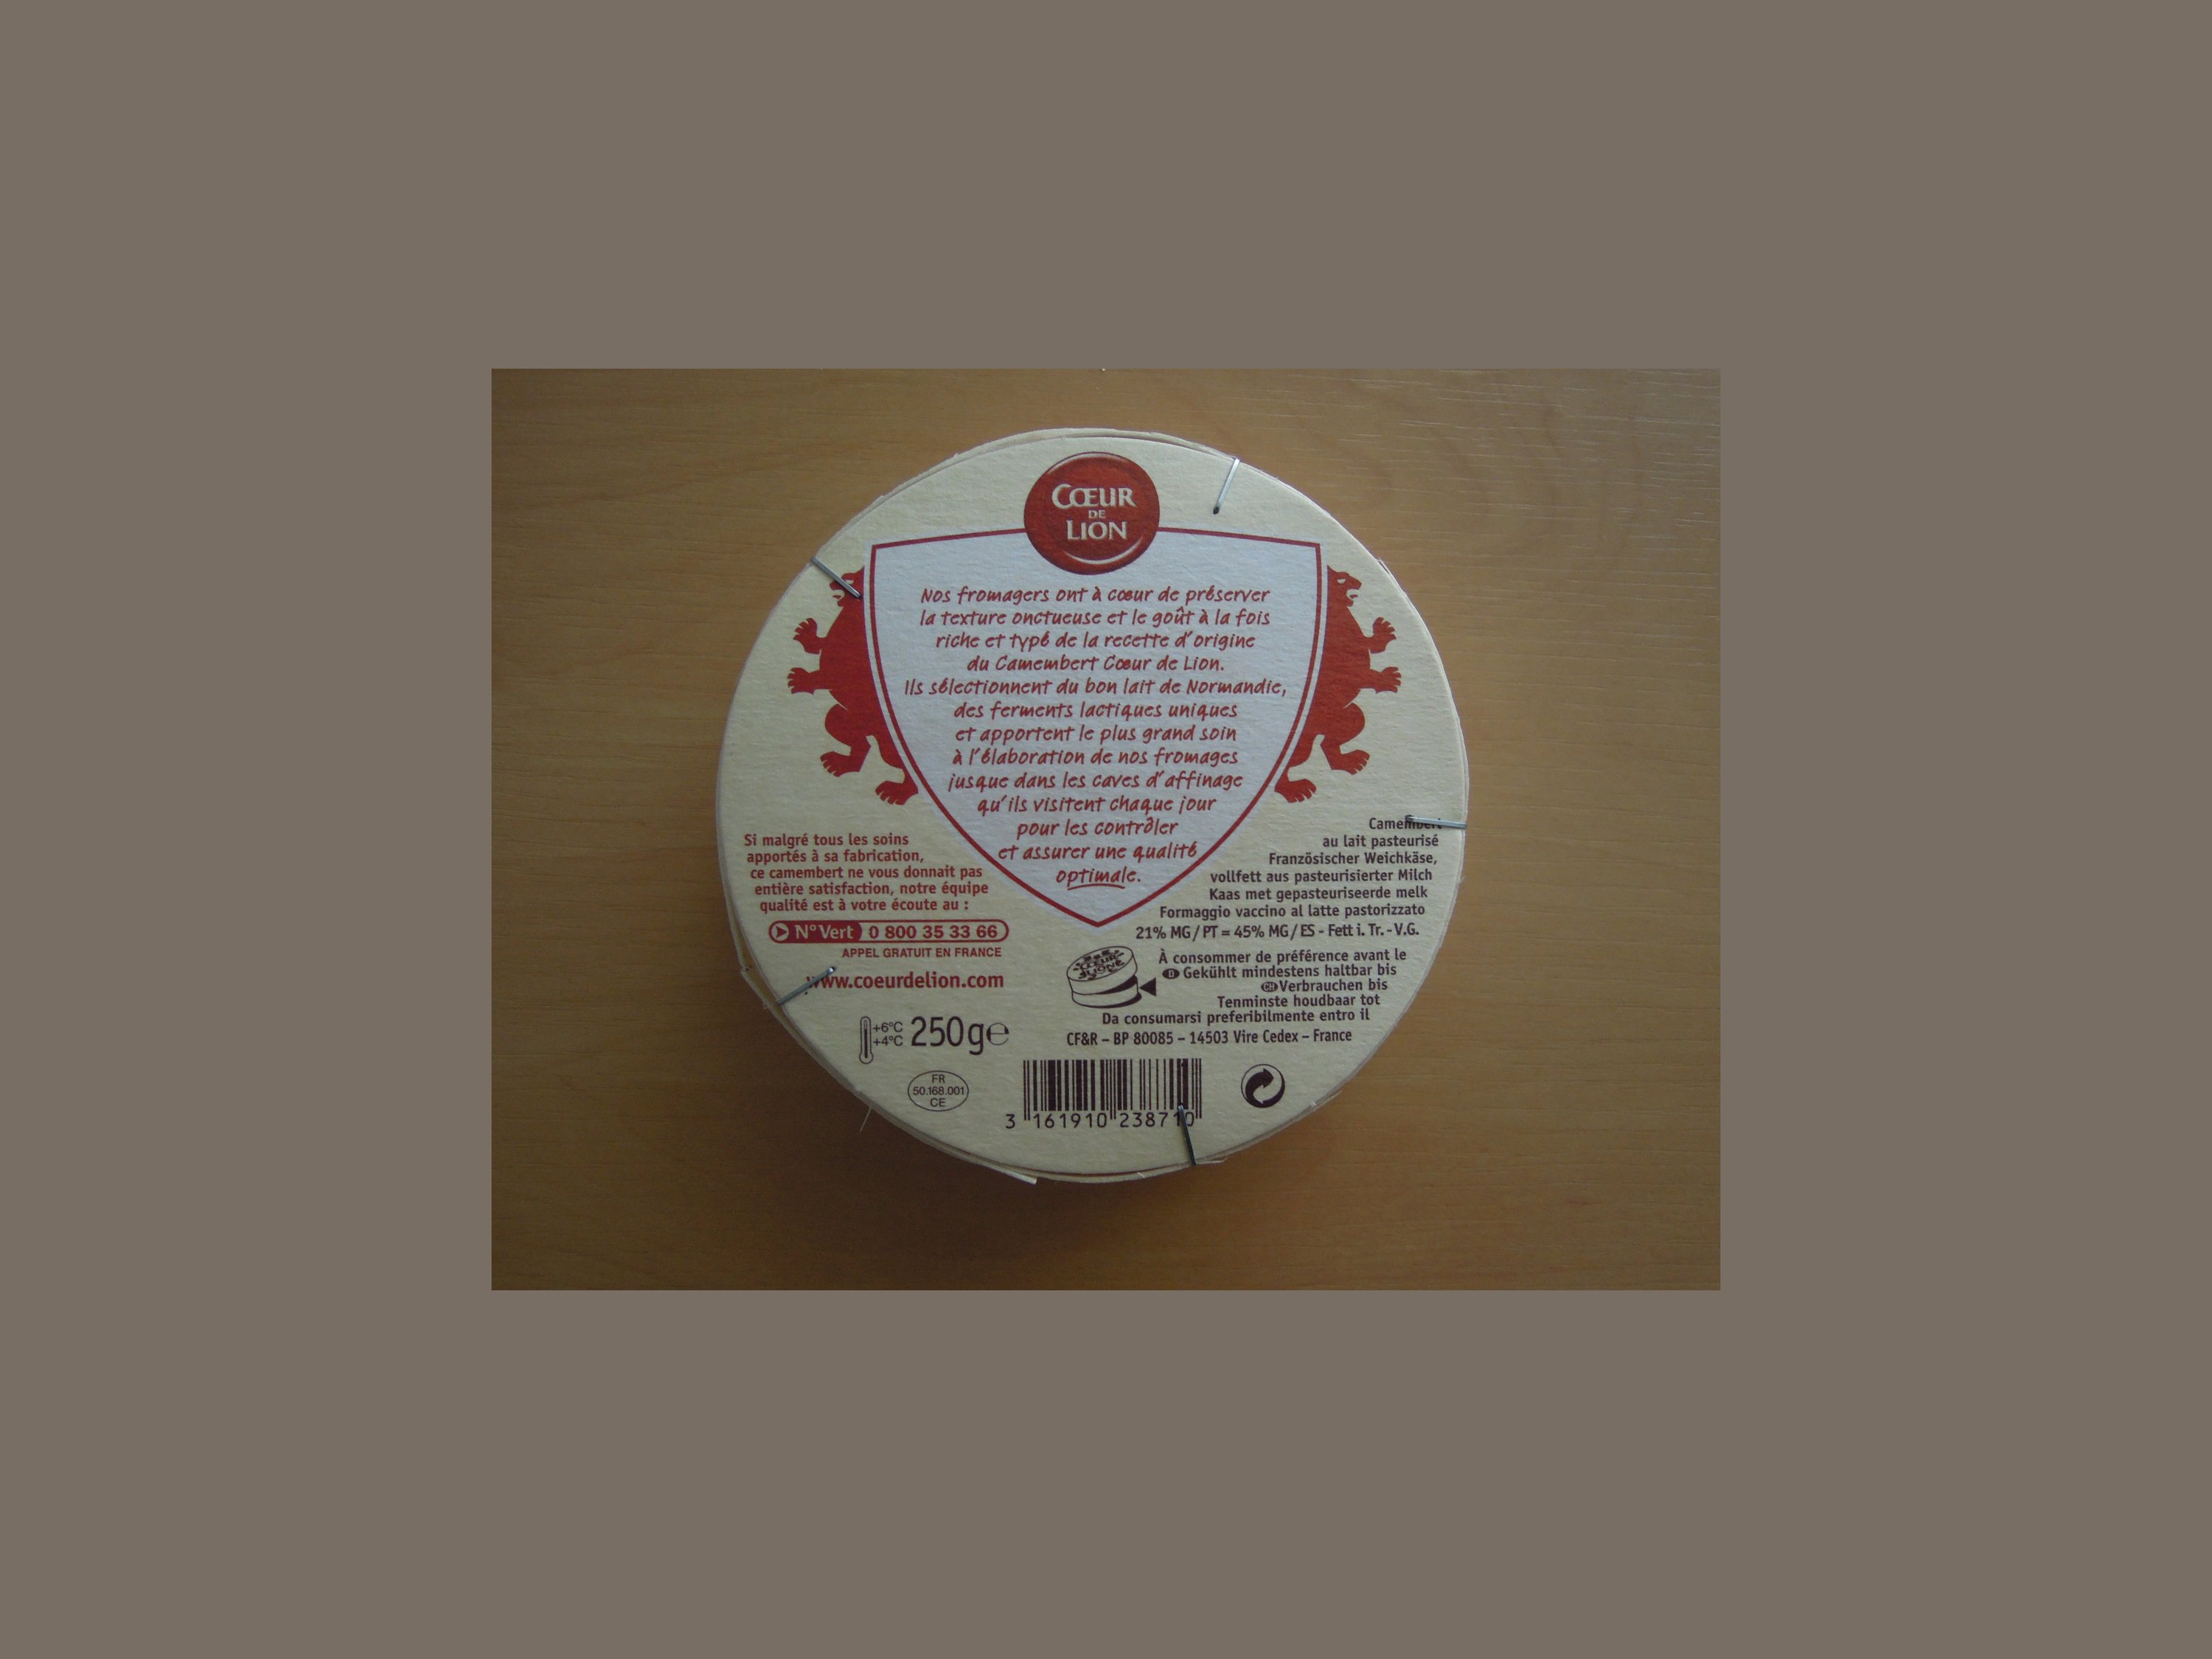 CŒUR
DE
LION
Nos fromagers ont à cœur de préserver
la texture onctueuse et le goût à la fois
riche et typé de la recette d'origine
du Camembert Cœur de Lion.
Ils sélectionnent du bon lait de Normandie,
des ferments lactiques uniques
et apportent le plus grand soin
à l'élaboration de nos fromages
jusque dans les caves d'affinage
qu'ils visitent chaque jour
pour les contrôler
et assurer une qualité
optimale.
Si malgré tous les soins
apportés à sa fabrication,
ce camembert ne vous donnait pas
entière satisfaction, notre équipe
qualité est à votre écoute au :
N° Vert 0 800 35 33 66
APPEL GRATUIT EN FRANCE
www.coeurdelion.com
+6°C
+4°C
250g℮
FR
50.168.001
CE
Camembert
au lait pasteurisé
Französischer Weichkäse,
vollfett aus pasteurisierter Milch
Kaas met gepasteuriseerde melk
Formaggio vaccino al latte pastorizzato
21% MG/PT = 45% MG/ES - Fett i. Tr. - V.G.
À consommer de préférence avant le
D Gekühlt mindestens haltbar bis
CH Verbrauchen bis
Tenminste houdbaar tot
Da consumarsi preferibilmente entro il
CF&R – BP 80085 – 14503 Vire Cedex – France
3 161910 238710